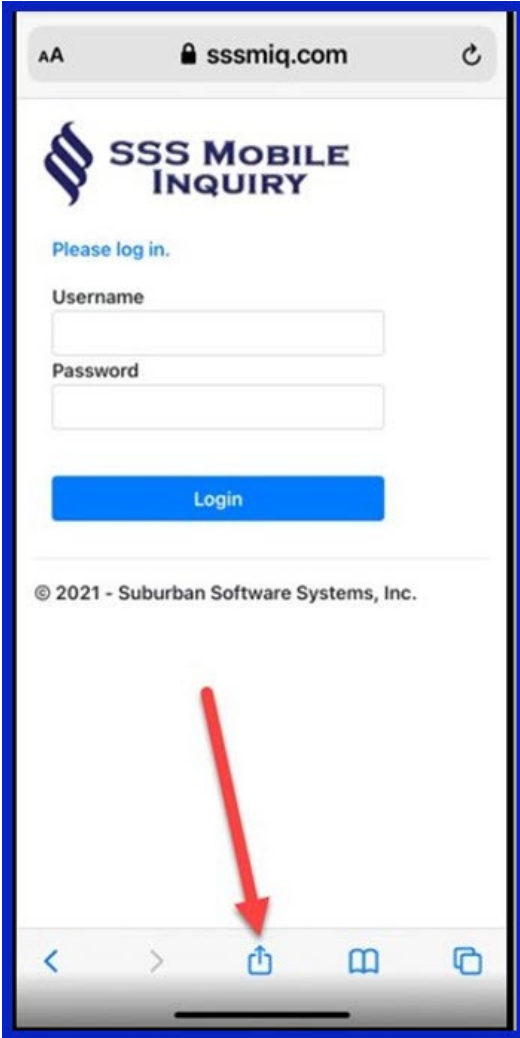 AA sssmiq.com
SSS MOBILE
INQUIRY
Please log in.
Username
Password
Login
© 2021 - Suburban Software Systems, Inc.